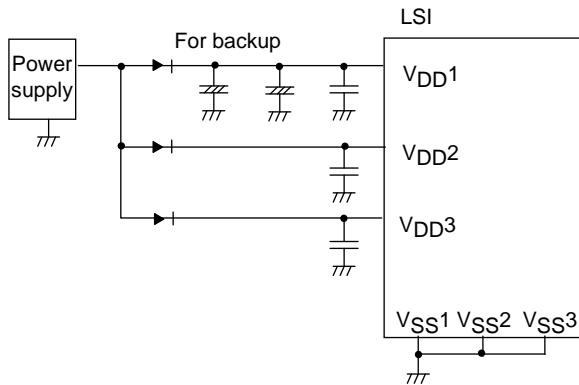 LSI
For backup
Power
supply
VDD1
VDD2
VDD3
VSS1 VSS2 VSS3